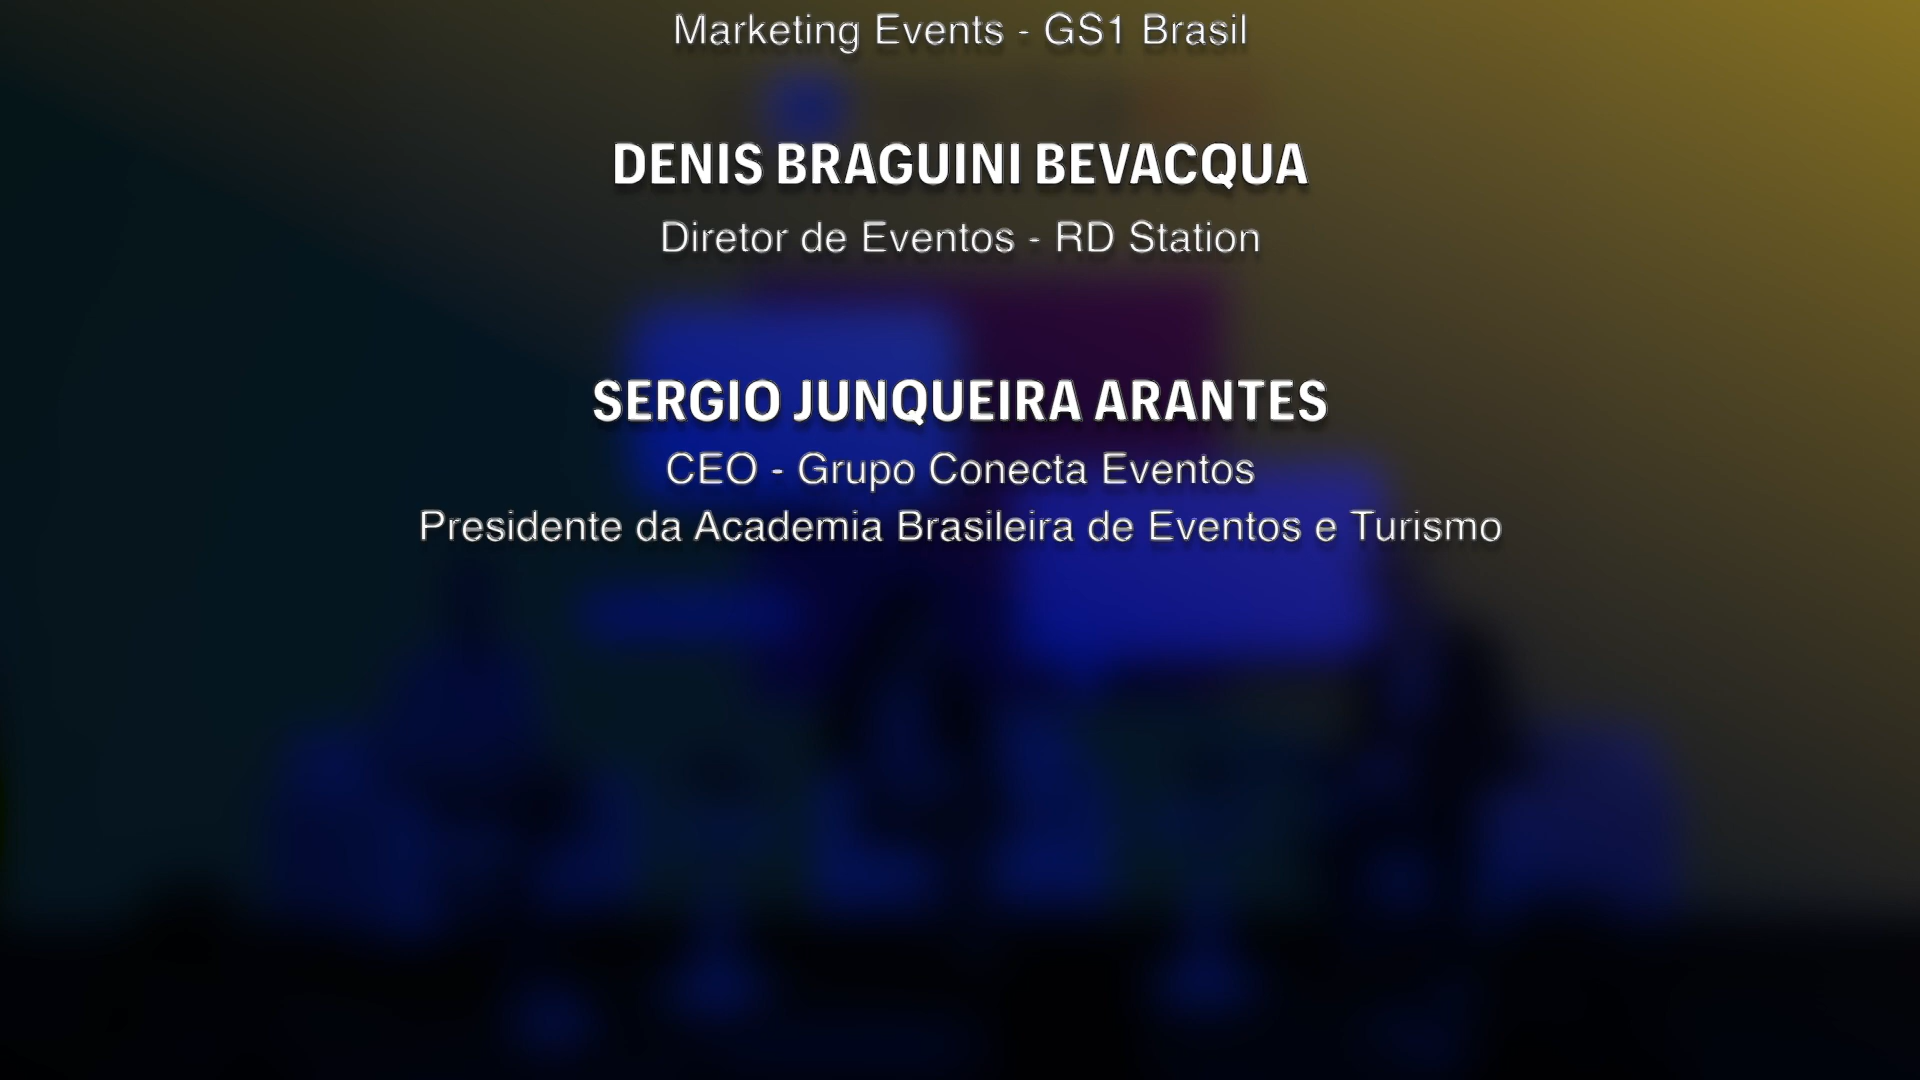 Marketing Events - GS1 Brasil
DENIS BRAGUINI BEVACQUA
Diretor de Eventos - RD Station
SERGIO JUNQUEIRA ARANTES
CEO - Grupo Conecta Eventos
Presidente da Academia Brasileira de Eventos e Turismo